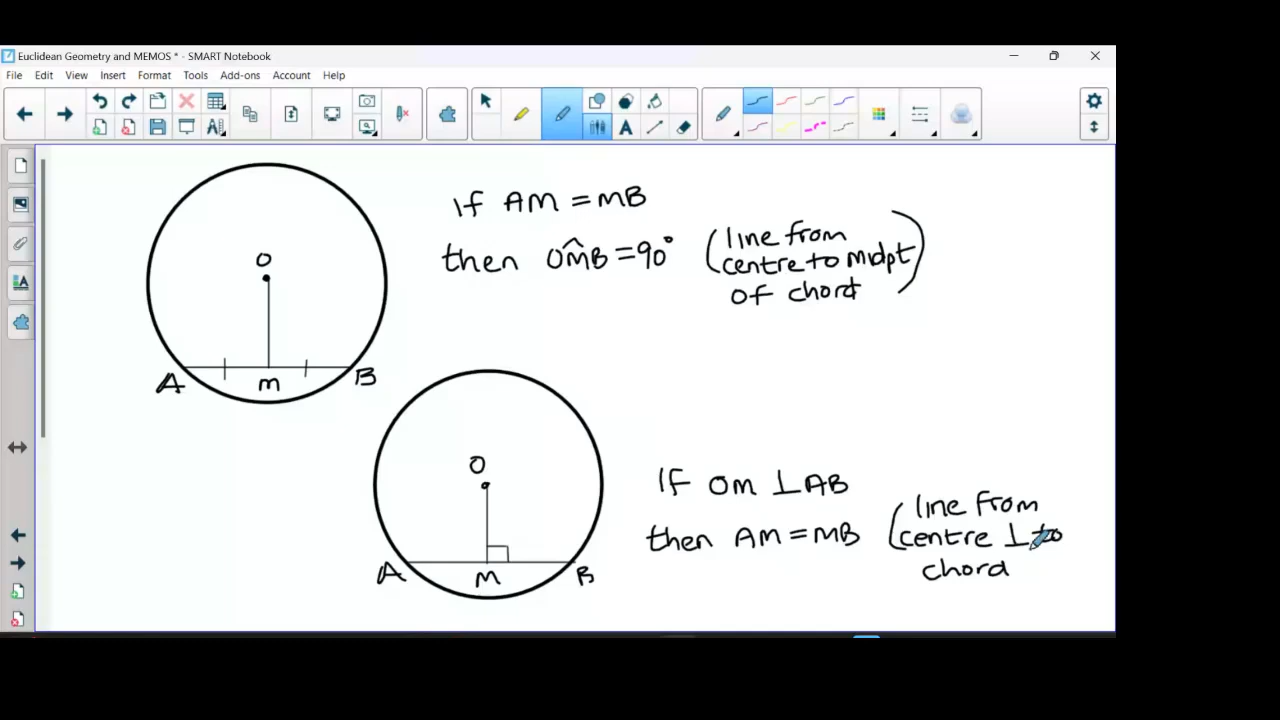 Euclidean Geometry and MEMOS * - SMART Notebook
File Edit View Insert Format Tools Add-ons Account Help
If AM = MB
then OM̂B = 90° (line from
centre to midpt
of chord)
O
A M B
If OM ⊥ AB
then AM = MB (line from
centre ⊥ to
chord
O
A M B